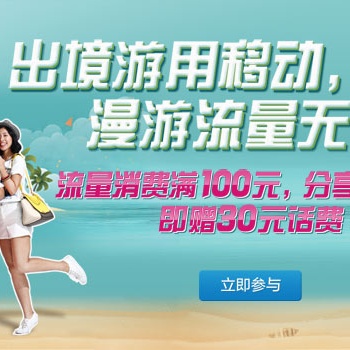 出境游用移动,
漫游流量无
流量消费满100元,分享
即赠30元话费
立即参与